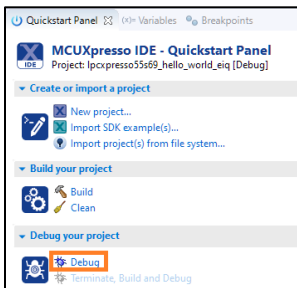 Quickstart Panel (x)= Variables Breakpoints
IDE
MCUXpresso IDE - Quickstart Panel
Project: lpcxpresso55s69_hello_world_eiq [Debug]
Create or import a project
New project...
Import SDK example(s)...
Import project(s) from file system...
Build your project
Build
Clean
Debug your project
Debug
Terminate, Build and Debug